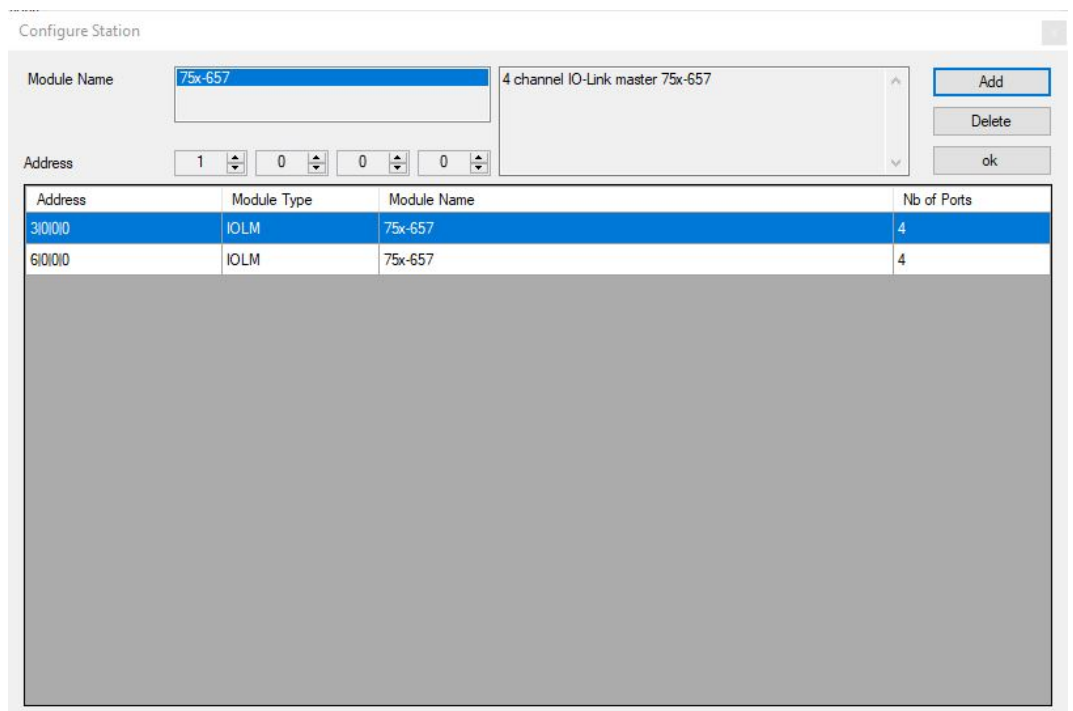 Configure Station
Module Name 75x-657 4 channel IO-Link master 75x-657 Add
Delete
Address 1 0 0 0 ok
Address Module Type Module Name Nb of Ports
3|0|0|0 IOLM 75x-657 4
6|0|0|0 IOLM 75x-657 4